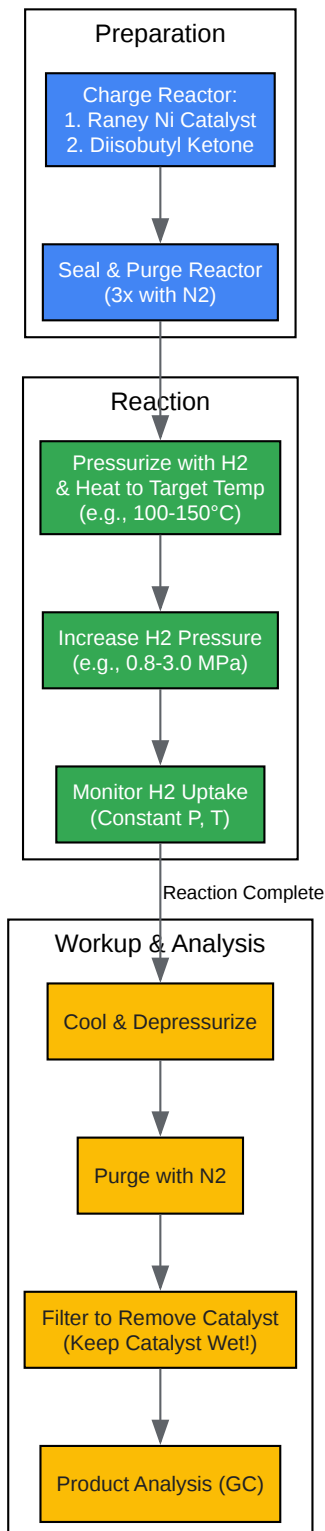 Preparation
Charge Reactor:
1. Raney Ni Catalyst
2. Diisobutyl Ketone
Seal & Purge Reactor
(3x with N2)
Reaction
Pressurize with H2
& Heat to Target Temp
(e.g., 100-150°C)
Increase H2 Pressure
(e.g., 0.8-3.0 MPa)
Monitor H2 Uptake
(Constant P, T)
Reaction Complete
Workup & Analysis
Cool & Depressurize
Purge with N2
Filter to Remove Catalyst
(Keep Catalyst Wet!)
Product Analysis (GC)